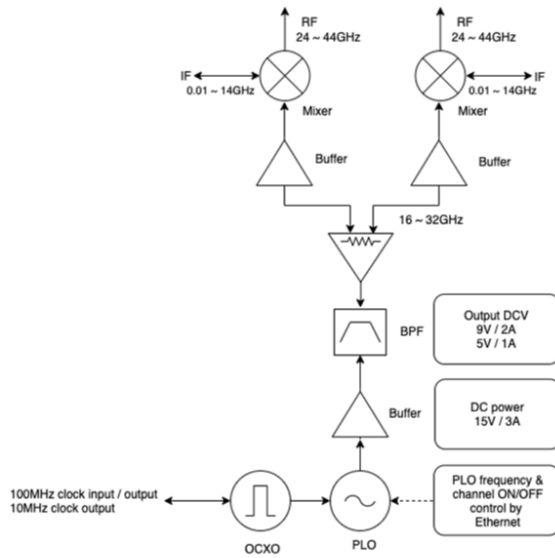 RF
24 ~ 44GHz
RF
24 ~ 44GHz
IF
0.01 ~ 14GHz
IF
0.01 ~ 14GHz
Mixer
Mixer
Buffer
Buffer
16 ~ 32GHz
BPF
Output DCV
9V / 2A
5V / 1A
Buffer
DC power
15V / 3A
100MHz clock input / output
10MHz clock output
PLO frequency &
channel ON/OFF
control by
Ethernet
OCXO
PLO